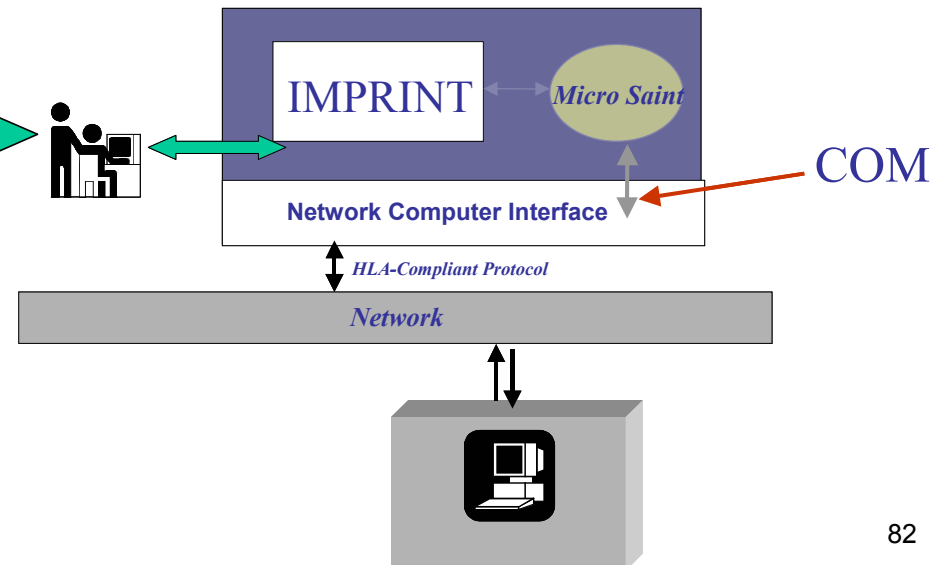 IMPRINT
Micro Saint
COM
Network Computer Interface
HLA-Compliant Protocol
Network
82